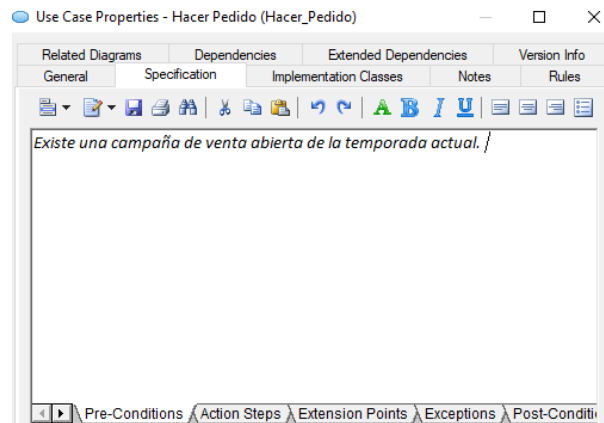 Use Case Properties - Hacer Pedido (Hacer_Pedido)
Related Diagrams Dependencies Extended Dependencies Version Info
General Specification Implementation Classes Notes Rules
A B I U
Existe una campaña de venta abierta de la temporada actual.
Pre-Conditions Action Steps Extension Points Exceptions Post-Conditi